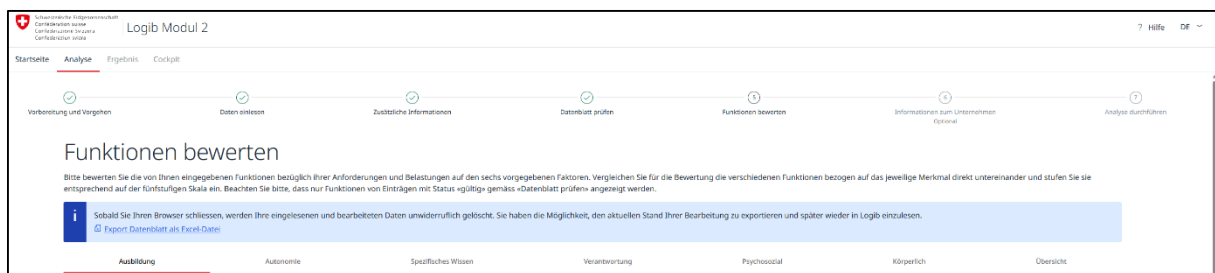 Schweizerische Eidgenossenschaft
Confédération suisse
Confederazione Svizzera
Confederaziun svizra
Logib Modul 2
? Hilfe DE
Startseite Analyse Ergebnis Cockpit
Vorbereitung und Vorgehen Daten einlesen Zusätzliche Informationen Datenblatt prüfen 5 Funktionen bewerten 6 Informationen zum Unternehmen 7 Analyse durchführen
Optional
Funktionen bewerten
Bitte bewerten Sie die von Ihnen eingegebenen Funktionen bezüglich ihrer Anforderungen und Belastungen auf den sechs vorgegebenen Faktoren. Vergleichen Sie für die Bewertung die verschiedenen Funktionen bezogen auf das jeweilige Merkmal direkt untereinander und stufen Sie sie
entsprechend auf der fünfstufigen Skala ein. Beachten Sie bitte, dass nur Funktionen von Einträgen mit Status «gültig» gemäss «Datenblatt prüfen» angezeigt werden.
i
Sobald Sie Ihren Browser schliessen, werden Ihre eingelesenen und bearbeiteten Daten unwiderruflich gelöscht. Sie haben die Möglichkeit, den aktuellen Stand Ihrer Bearbeitung zu exportieren und später wieder in Logib einzulesen.
Export Datenblatt als Excel-Datei
Ausbildung Autonomie Spezifisches Wissen Verantwortung Psychosozial Körperlich Übersicht